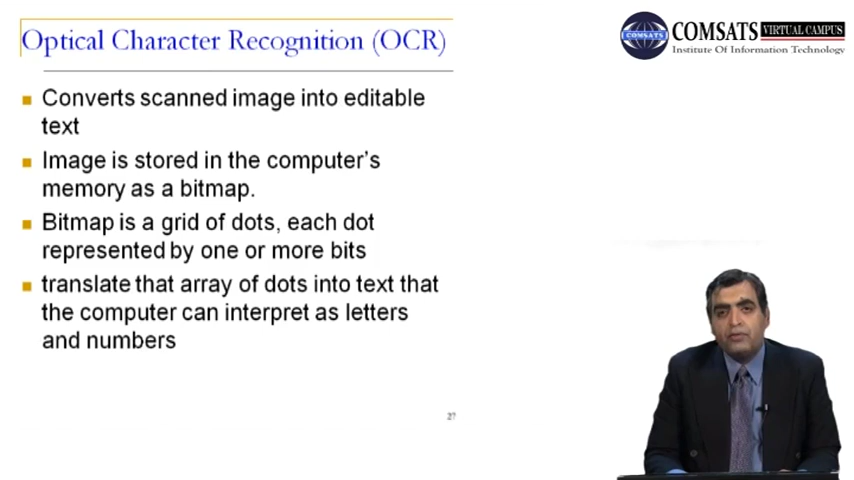 Optical Character Recognition (OCR)
COMSATS
COMSATS VIRTUAL CAMPUS
Institute Of Information Technology
Converts scanned image into editable
text
Image is stored in the computer's
memory as a bitmap.
Bitmap is a grid of dots, each dot
represented by one or more bits
translate that array of dots into text that
the computer can interpret as letters
and numbers
27